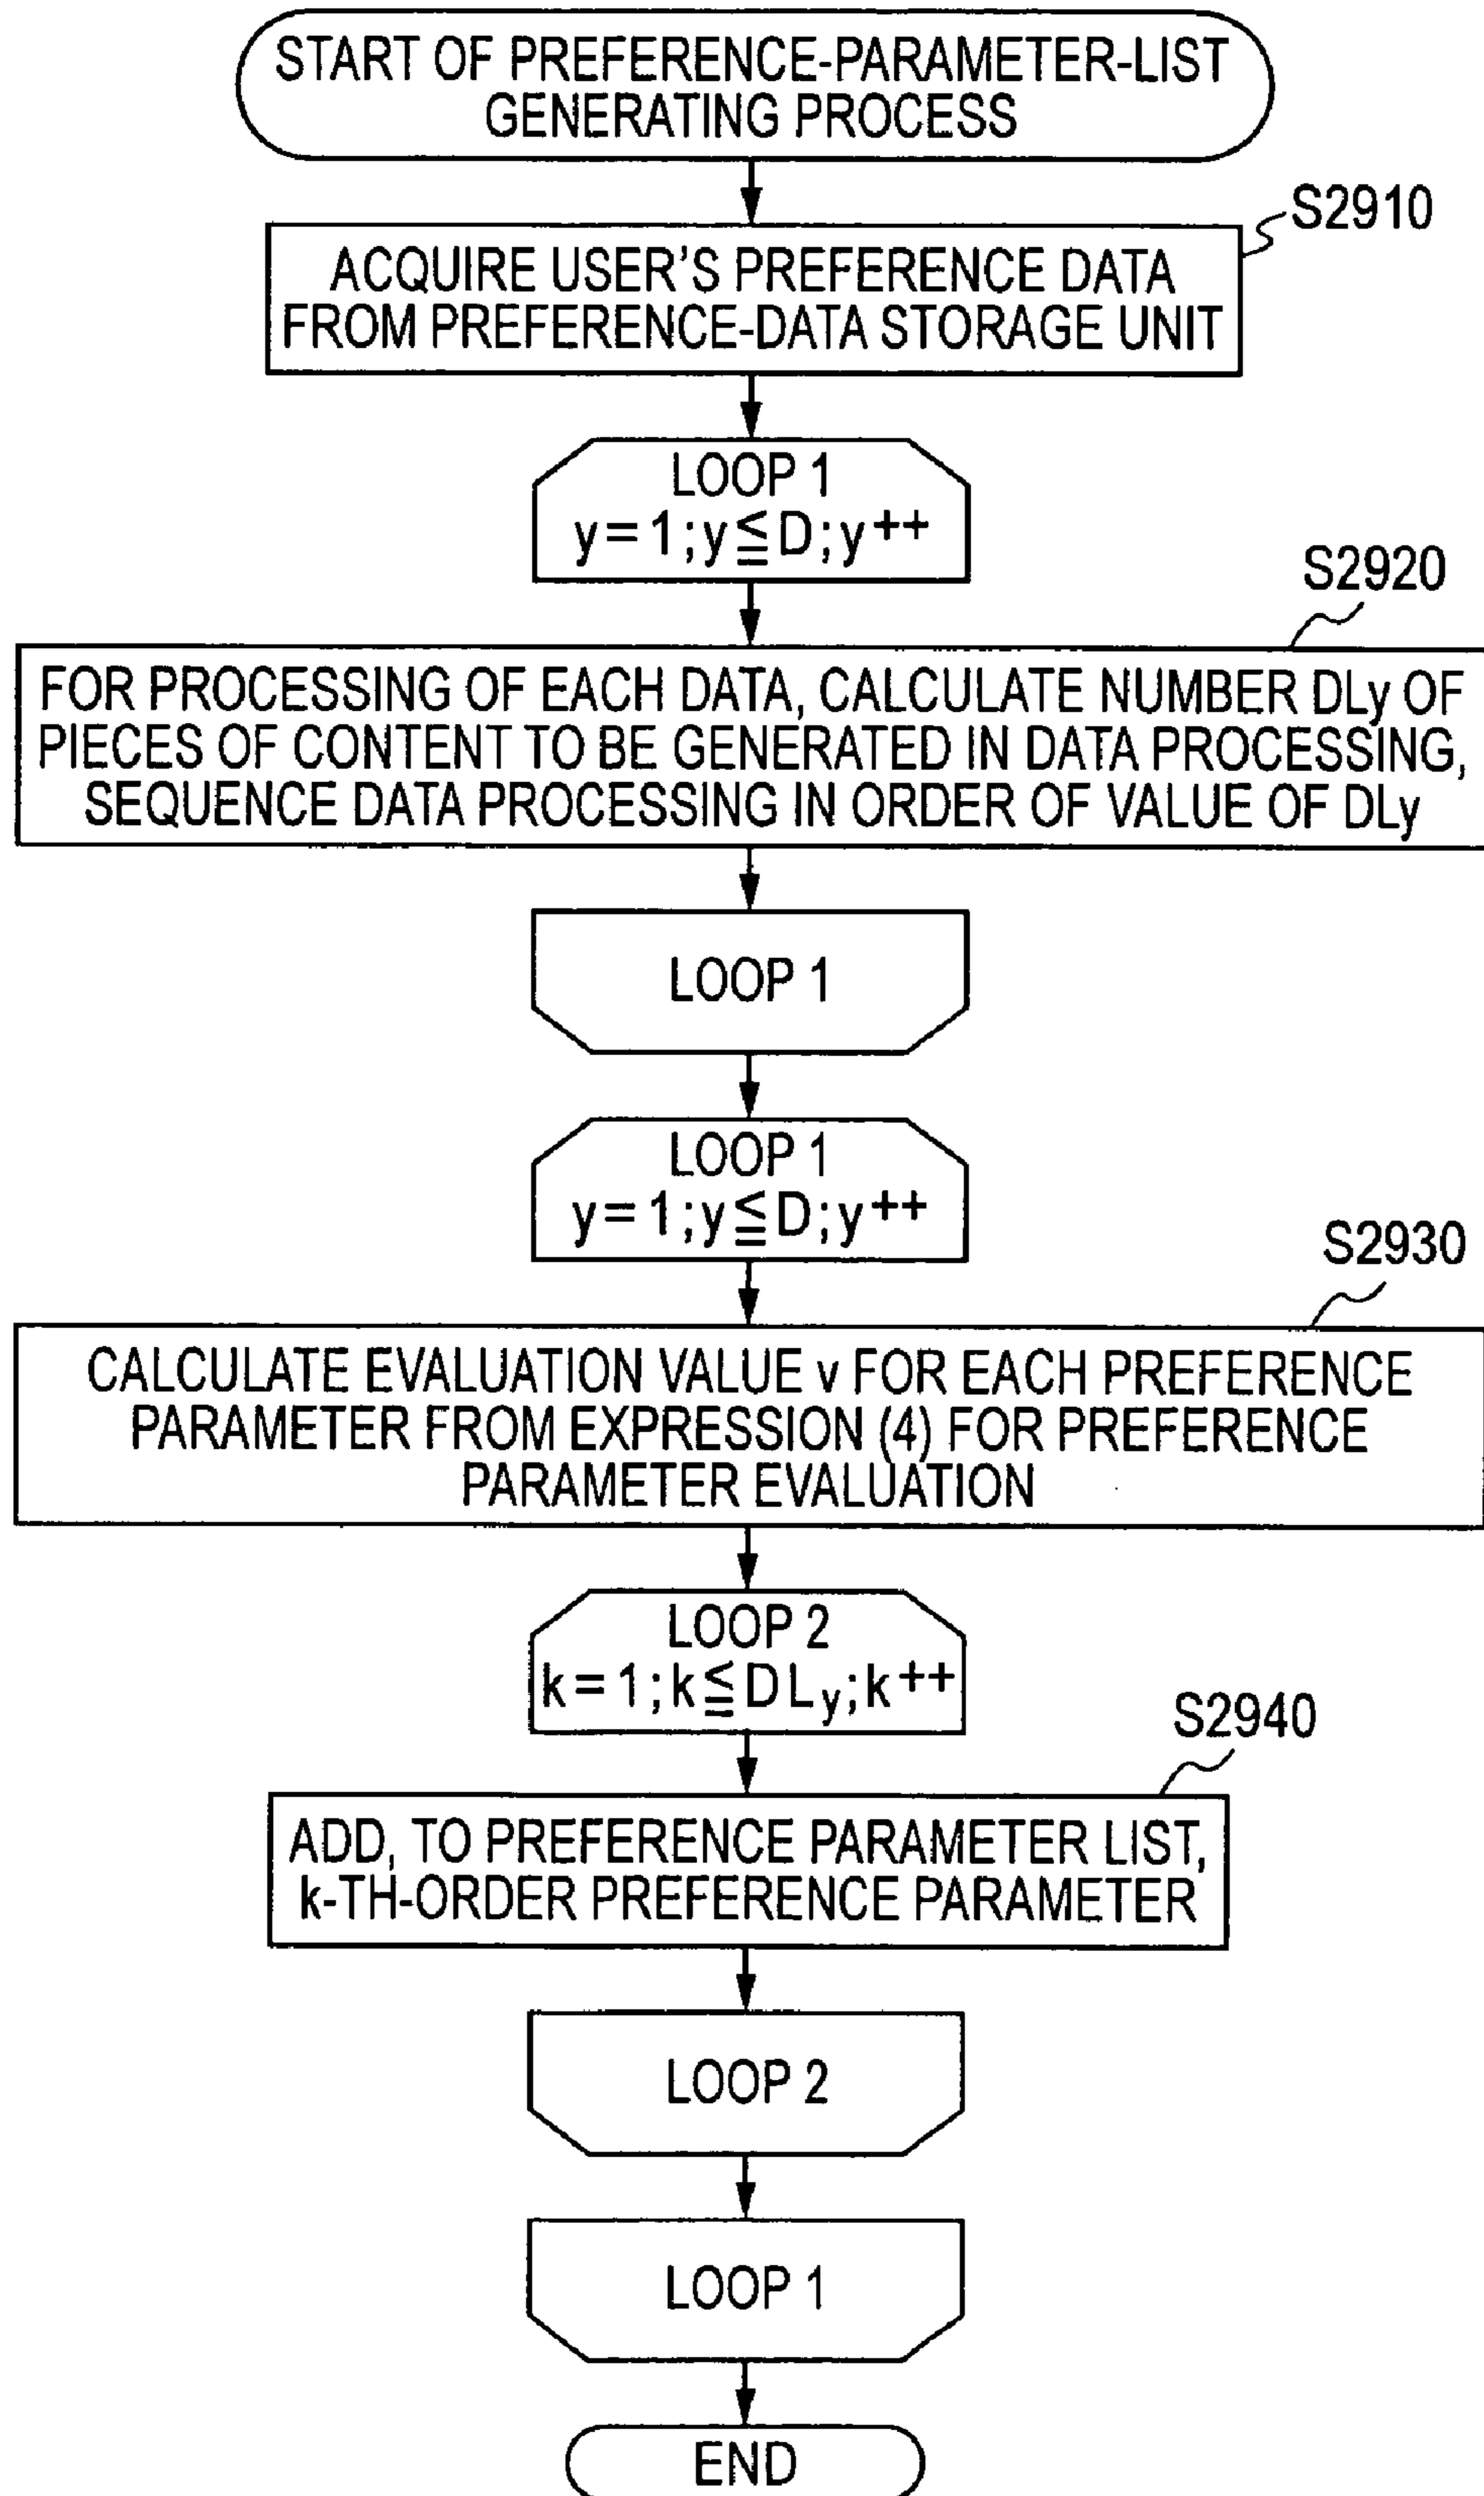 START OF PREFERENCE-PARAMETER-LIST
GENERATING PROCESS
S2910
ACQUIRE USER'S PREFERENCE DATA
FROM PREFERENCE-DATA STORAGE UNIT
LOOP 1
y=1;y≦D;y++
S2920
FOR PROCESSING OF EACH DATA, CALCULATE NUMBER DLy OF
PIECES OF CONTENT TO BE GENERATED IN DATA PROCESSING,
SEQUENCE DATA PROCESSING IN ORDER OF VALUE OF DLy
LOOP 1
LOOP 1
y=1;y≦D;y++
S2930
CALCULATE EVALUATION VALUE v FOR EACH PREFERENCE
PARAMETER FROM EXPRESSION (4) FOR PREFERENCE
PARAMETER EVALUATION
LOOP 2
k=1;k≦DLy;k++
S2940
ADD, TO PREFERENCE PARAMETER LIST,
k-TH-ORDER PREFERENCE PARAMETER
LOOP 2
LOOP 1
END